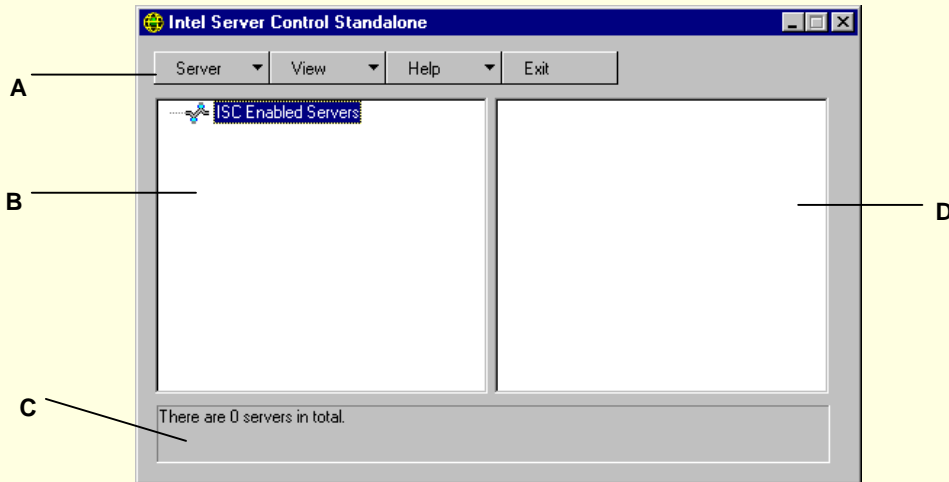 Intel Server Control Standalone
Server View Help Exit
A
ISC Enabled Servers
B
D
C
There are 0 servers in total.